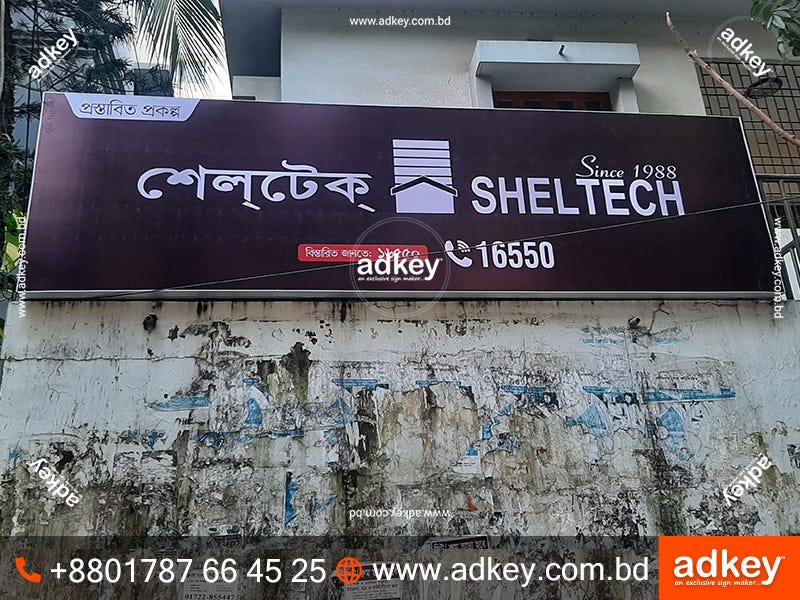 www.adkey.com.bd
adkey
adkey
প্রস্তাবিত প্রকল্প
Since 1988
শেল্‌টেক্‌ SHELTECH
বিস্তারিত জানতে: ১৬৫৫০
16550
adkey
an exclusive sign maker...
www.adkey.com.bd
www.adkey.com.bd
adkey
adkey
www.adkey.com.bd
+8801787 66 45 25
www.adkey.com.bd
adkey
an exclusive sign maker...